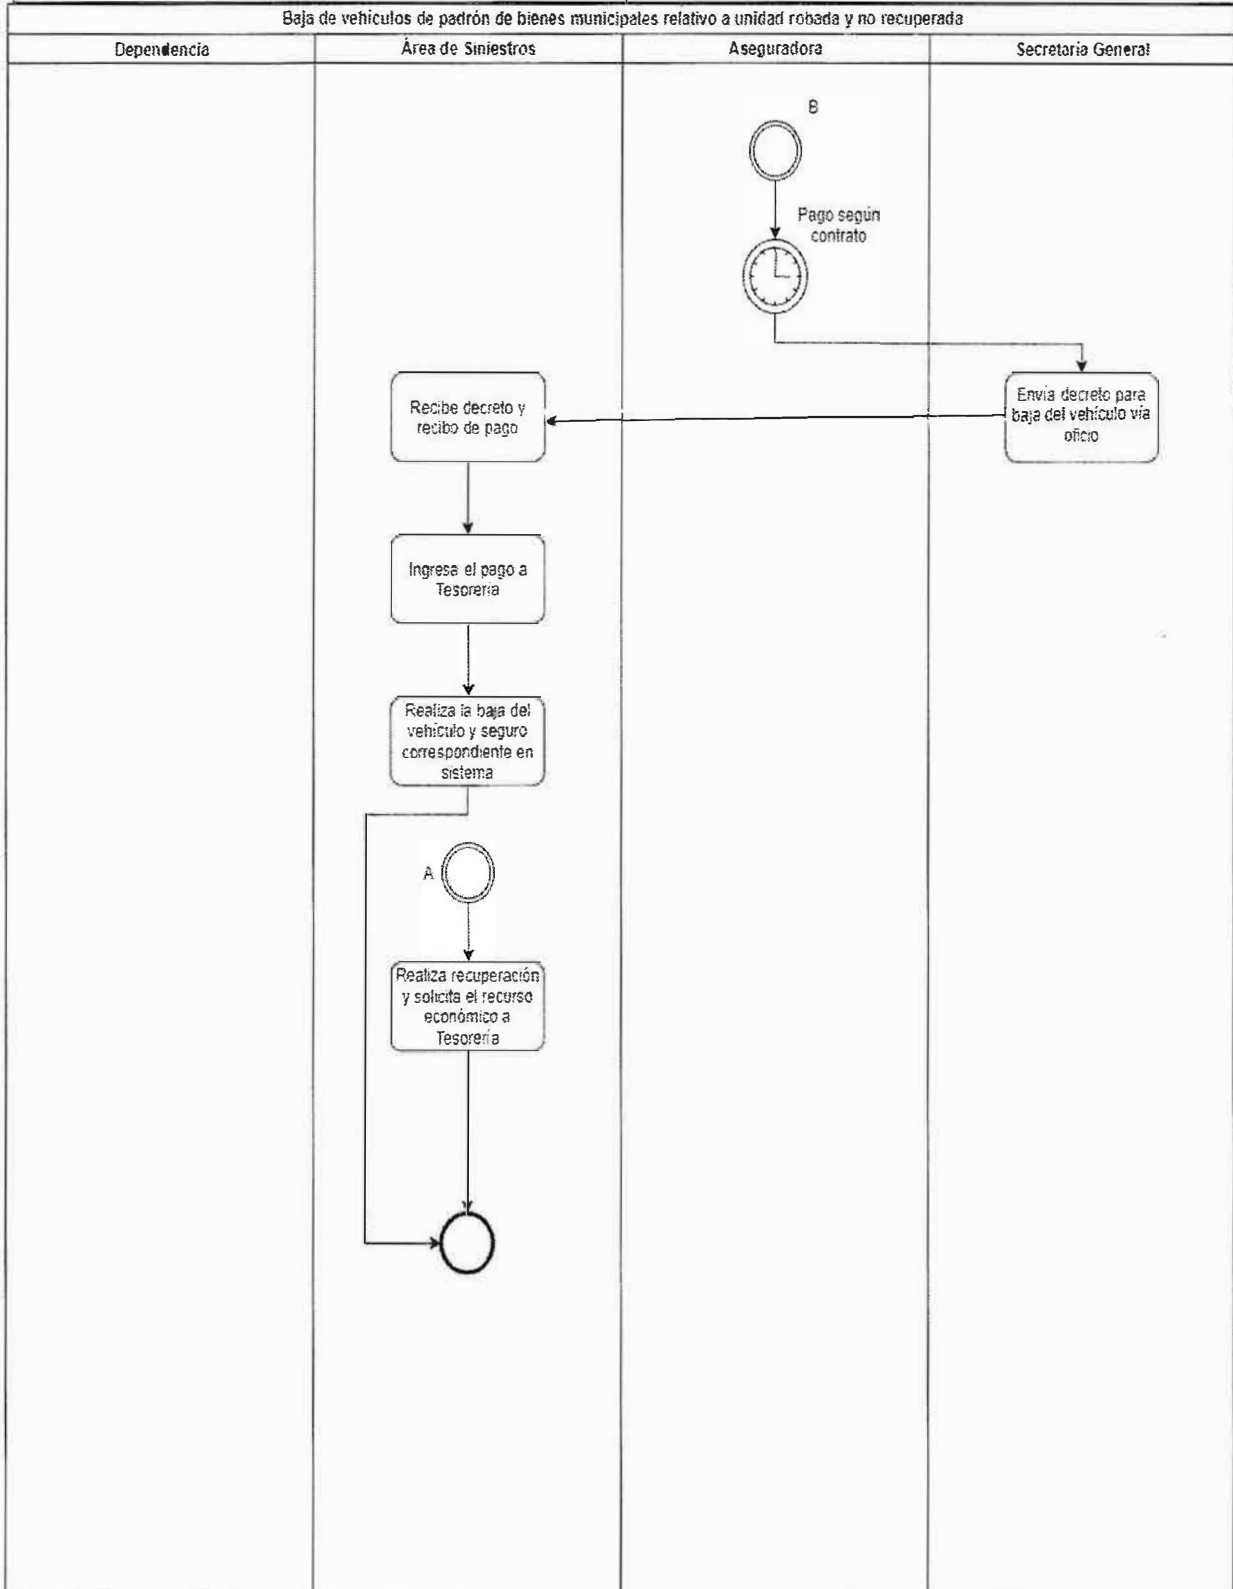 Baja de vehículos de padrón de bienes municipales relativo a unidad robada y no recuperada
Dependencia
Área de Siniestros
Aseguradora
Secretaría General
B
Pago según
contrato
Envía decreto para
baja del vehículo vía
oficio
Recibe decreto y
recibo de pago
Ingresa el pago a
Tesorería
Realiza la baja del
vehículo y seguro
correspondiente en
sistema
A
Realiza recuperación
y solicita el recurso
económico a
Tesorería